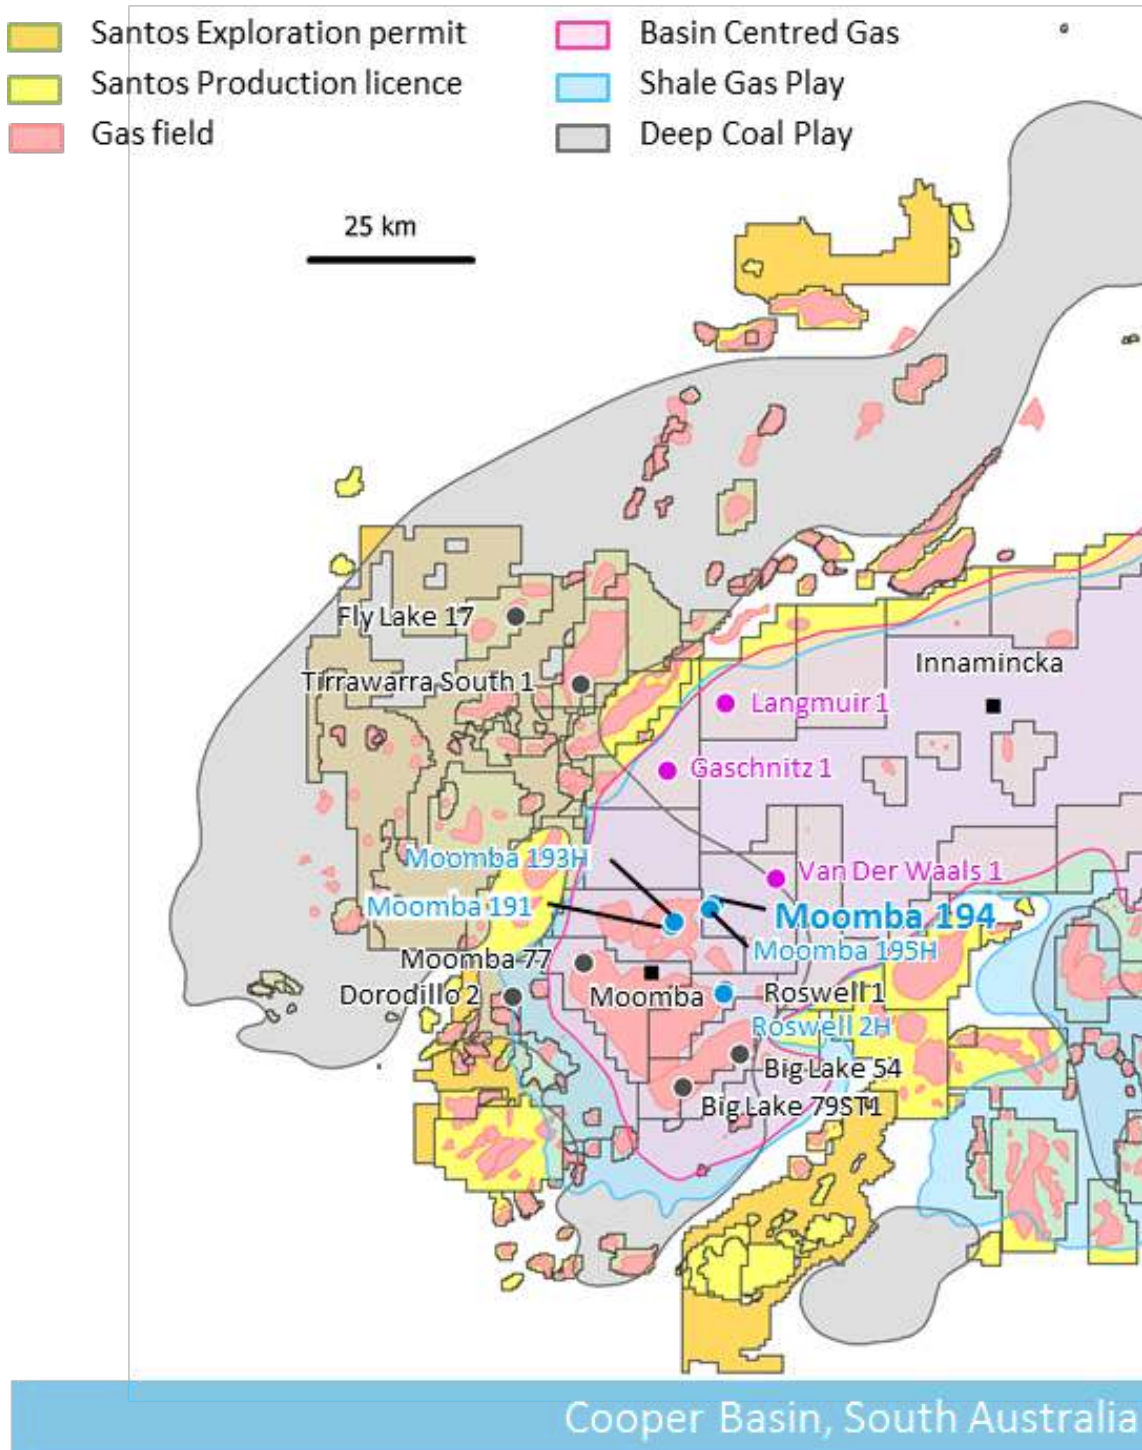 Santos Exploration permit
Santos Production licence
Gas field
Basin Centred Gas
Shale Gas Play
Deep Coal Play
25 km
Fly Lake 17
Innamincka
Tirrawarra South 1
Langmuir 1
Gaschnitz 1
Moomba 193H
Van Der Waals 1
Moomba 191
Moomba 194
Moomba 195H
Moomba 77
Dorodillo 2
Moomba
Roswell 1
Roswell 2H
Big Lake 54
Big Lake 79ST1
Cooper Basin, South Australia